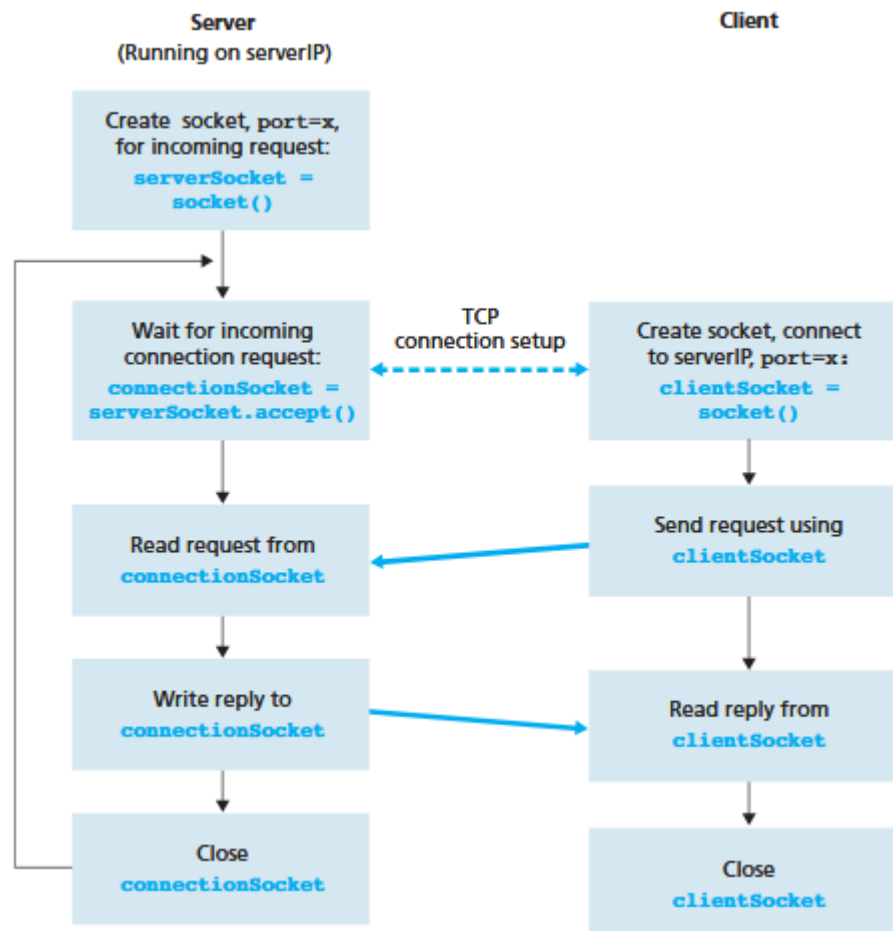 Server
(Running on serverIP)
Create socket, port=x,
for incoming request:
serverSocket =
socket()
Wait for incoming
connection request:
connectionSocket =
serverSocket.accept()
Read request from
connectionSocket
Write reply to
connectionSocket
Close
connectionSocket
TCP
connection setup
Client
Create socket, connect
to serverIP, port=x:
clientSocket =
socket()
Send request using
clientSocket
Read reply from
clientSocket
Close
clientSocket